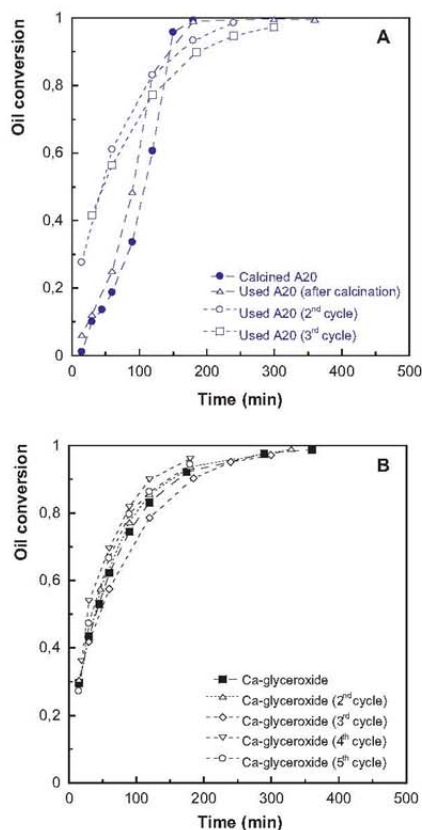 A
Oil conversion
1
0,8
0,6
0,4
0,2
0
Calcined A20
Used A20 (after calcination)
Used A20 (2nd cycle)
Used A20 (3rd cycle)
0 100 200 300 400 500
Time (min)
B
Oil conversion
1
0,8
0,6
0,4
0,2
0
Ca-glyceroxide
Ca-glyceroxide (2nd cycle)
Ca-glyceroxide (3rd cycle)
Ca-glyceroxide (4th cycle)
Ca-glyceroxide (5th cycle)
0 100 200 300 400 500
Time (min)